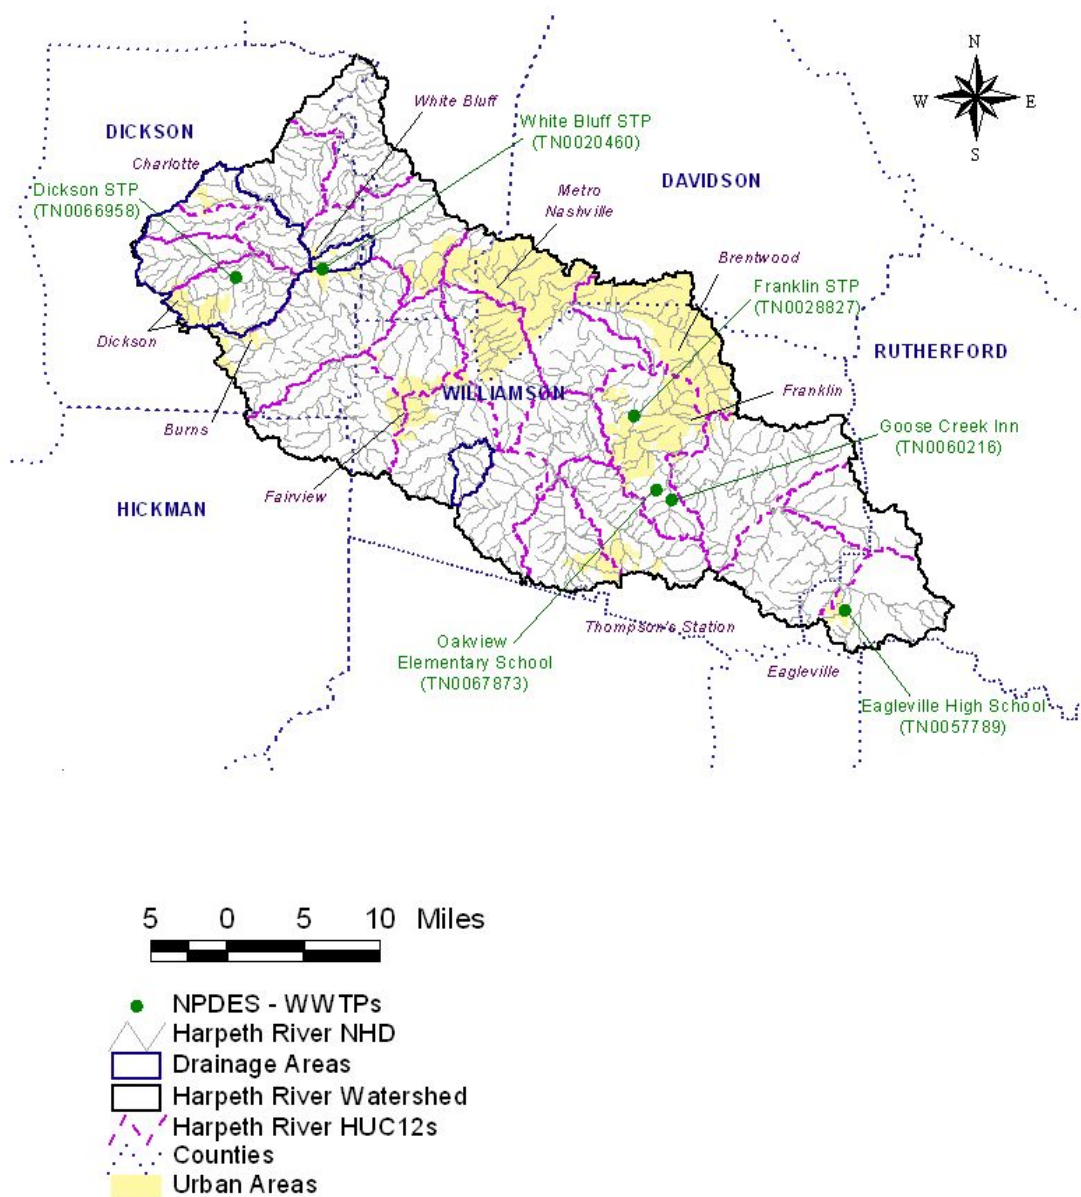 N
W
E
S
White Bluff
White Bluff STP
(TN0020460)
DICKSON
Charlotte
Dickson STP
(TN0066958)
Metro
Nashville
DAVIDSON
Brentwood
Franklin STP
(TN0028827)
Dickson
RUTHERFORD
WILLIAMSON
Franklin
Burns
Goose Creek Inn
(TN0060216)
Fairview
HICKMAN
Oakview
Elementary School
(TN0067873)
Thompson's Station
Eagleville
Eagleville High School
(TN0057789)
5 0 5 10 Miles
NPDES - WWTPs
Harpeth River NHD
Drainage Areas
Harpeth River Watershed
Harpeth River HUC12s
Counties
Urban Areas